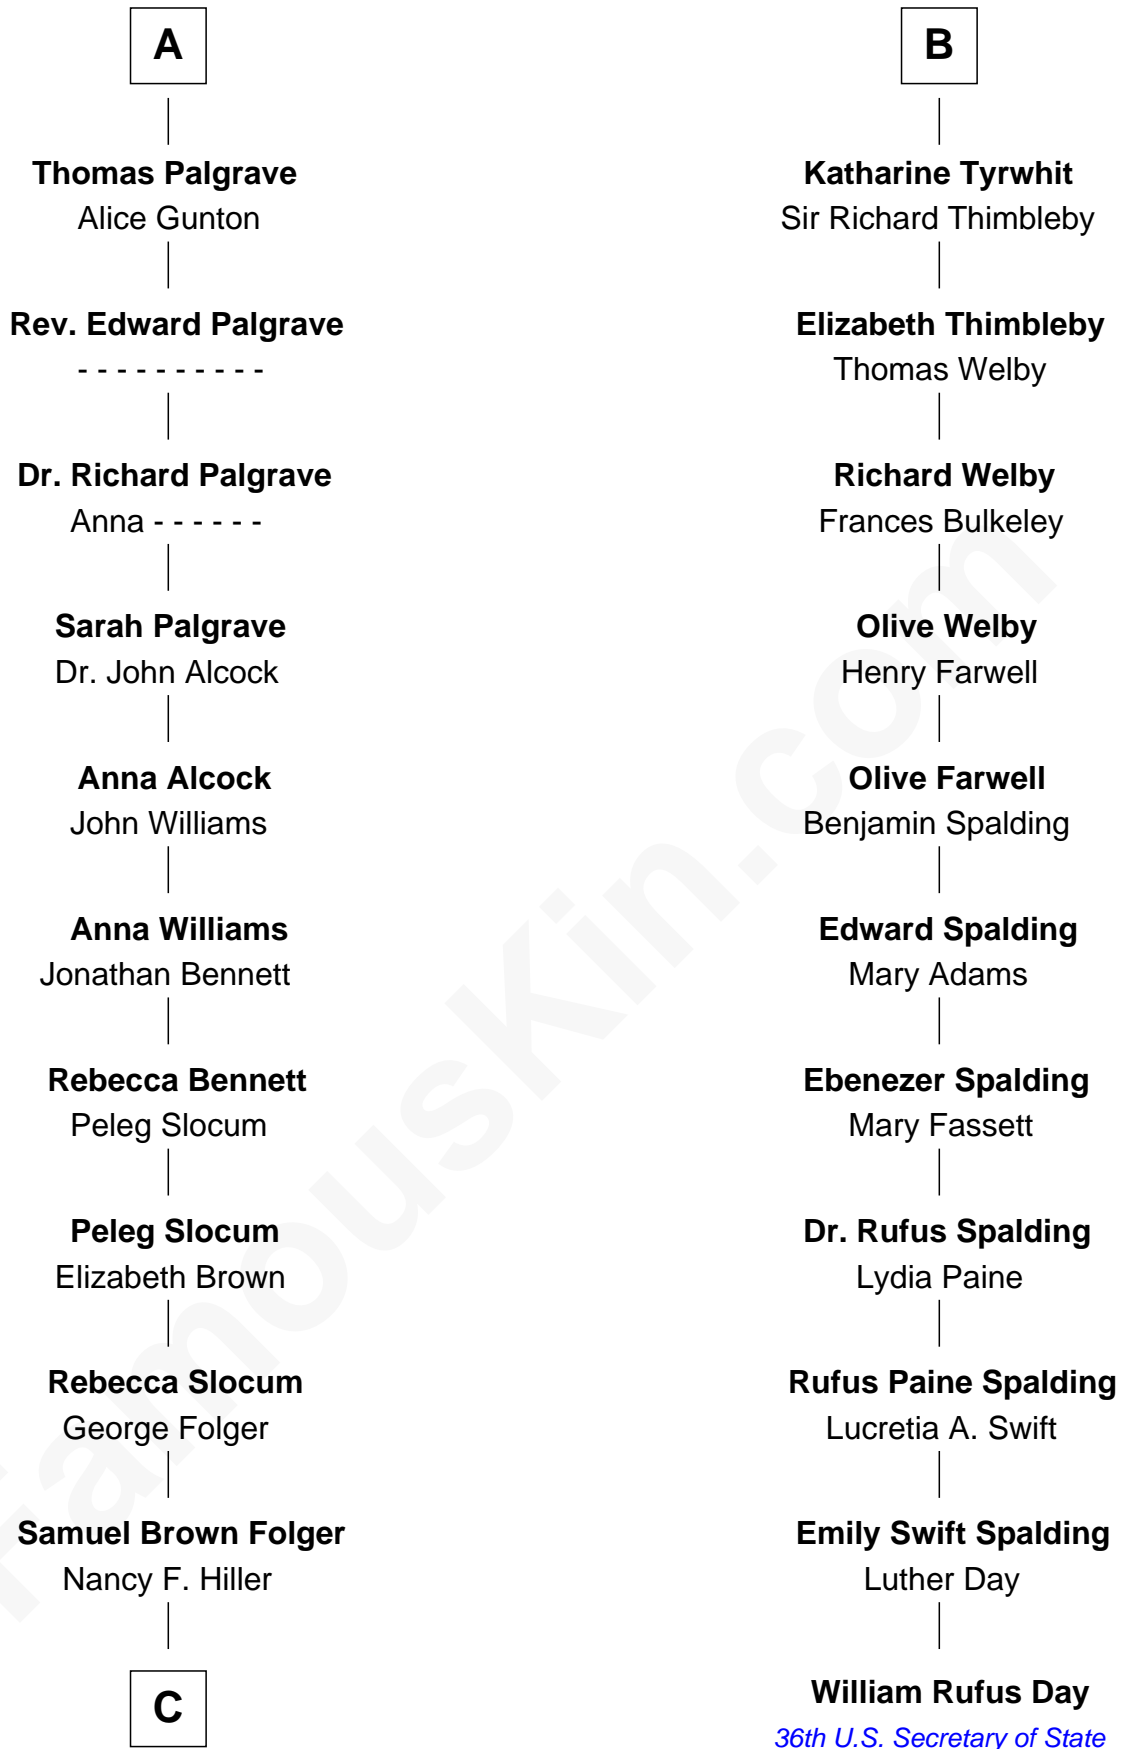 A
Thomas Palgrave
Alice Gunton
Rev. Edward Palgrave
- - - - - - - - - -
Dr. Richard Palgrave
Anna - - - - - -
Sarah Palgrave
Dr. John Alcock
Anna Alcock
John Williams
Anna Williams
Jonathan Bennett
Rebecca Bennett
Peleg Slocum
Peleg Slocum
Elizabeth Brown
Rebecca Slocum
George Folger
Samuel Brown Folger
Nancy F. Hiller
C
B
Katharine Tyrwhit
Sir Richard Thimbleby
Elizabeth Thimbleby
Thomas Welby
Richard Welby
Frances Bulkeley
Olive Welby
Henry Farwell
Olive Farwell
Benjamin Spalding
Edward Spalding
Mary Adams
Ebenezer Spalding
Mary Fassett
Dr. Rufus Spalding
Lydia Paine
Rufus Paine Spalding
Lucretia A. Swift
Emily Swift Spalding
Luther Day
William Rufus Day
36th U.S. Secretary of State
FamousKin.com